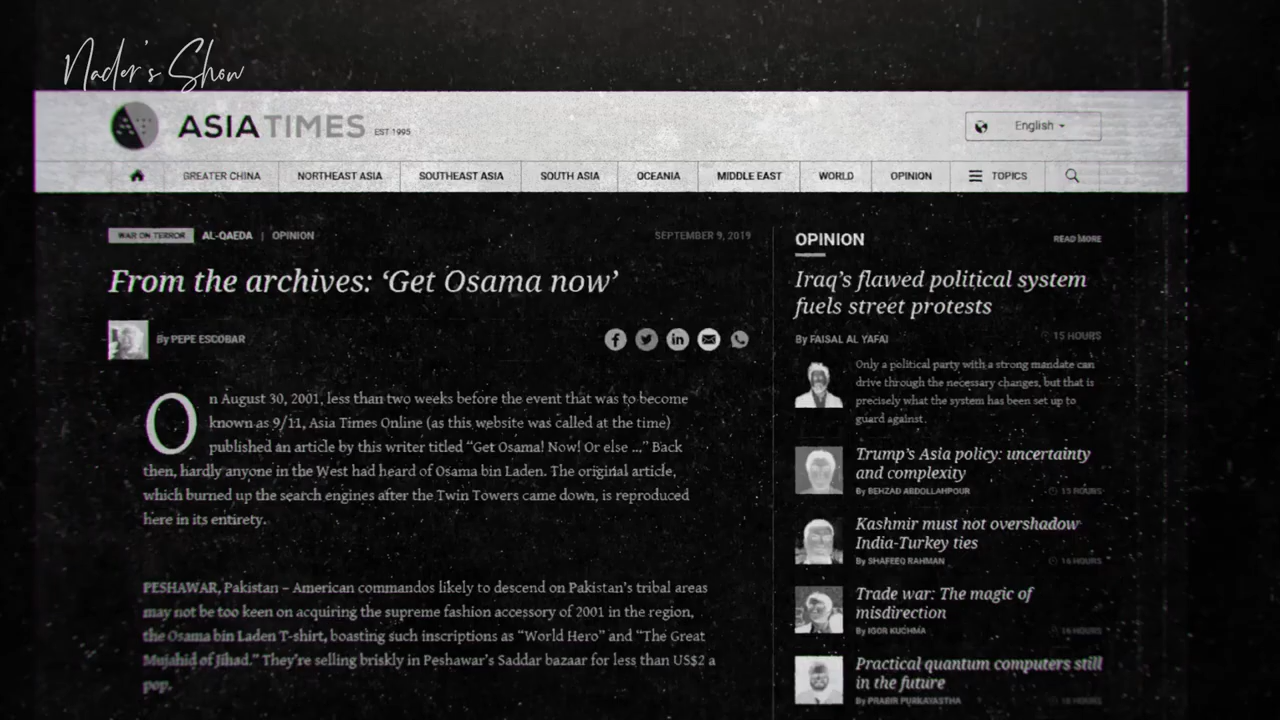 Nader's Show
ASIA TIMES EST 1995
English
GREATER CHINA NORTHEAST ASIA SOUTHEAST ASIA SOUTH ASIA OCEANIA MIDDLE EAST WORLD OPINION TOPICS
WAR ON TERROR AL-QAEDA | OPINION SEPTEMBER 9, 2019
From the archives: ‘Get Osama now’
By PEPE ESCOBAR
On August 30, 2001, less than two weeks before the event that was to become
known as 9/11, Asia Times Online (as this website was called at the time)
published an article by this writer titled “Get Osama! Now! Or else ...” Back
then, hardly anyone in the West had heard of Osama bin Laden. The original article,
which burned up the search engines after the Twin Towers came down, is reproduced
here in its entirety.
PESHAWAR, Pakistan – American commandos likely to descend on Pakistan’s tribal areas
may not be too keen on acquiring the supreme fashion accessory of 2001 in the region,
the Osama bin Laden T-shirt, boasting such inscriptions as “World Hero” and “The Great
Mujahid of Jihad.” They’re selling briskly in Peshawar’s Saddar bazaar for less than US$2 a
pop.
OPINION READ MORE
Iraq’s flawed political system
fuels street protests
By FAISAL AL YAFAI 15 HOURS
Only a political party with a strong mandate can
drive through the necessary changes, but that is
precisely what the system has been set up to
guard against.
Trump’s Asia policy: uncertainty
and complexity
By BEHZAD ABDOLLAHPOUR 15 HOURS
Kashmir must not overshadow
India-Turkey ties
By SHAFEEQ RAHMAN 16 HOURS
Trade war: The magic of
misdirection
By IGOR KUCHMA 16 HOURS
Practical quantum computers still
in the future
By PRABIR PURKAYASTHA HOURS